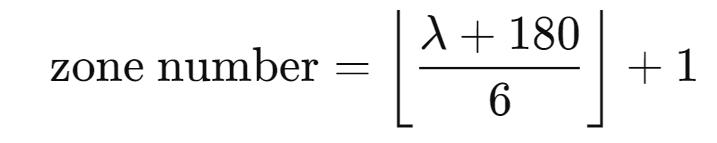 zone number = ⌊(λ + 180)/6⌋ + 1